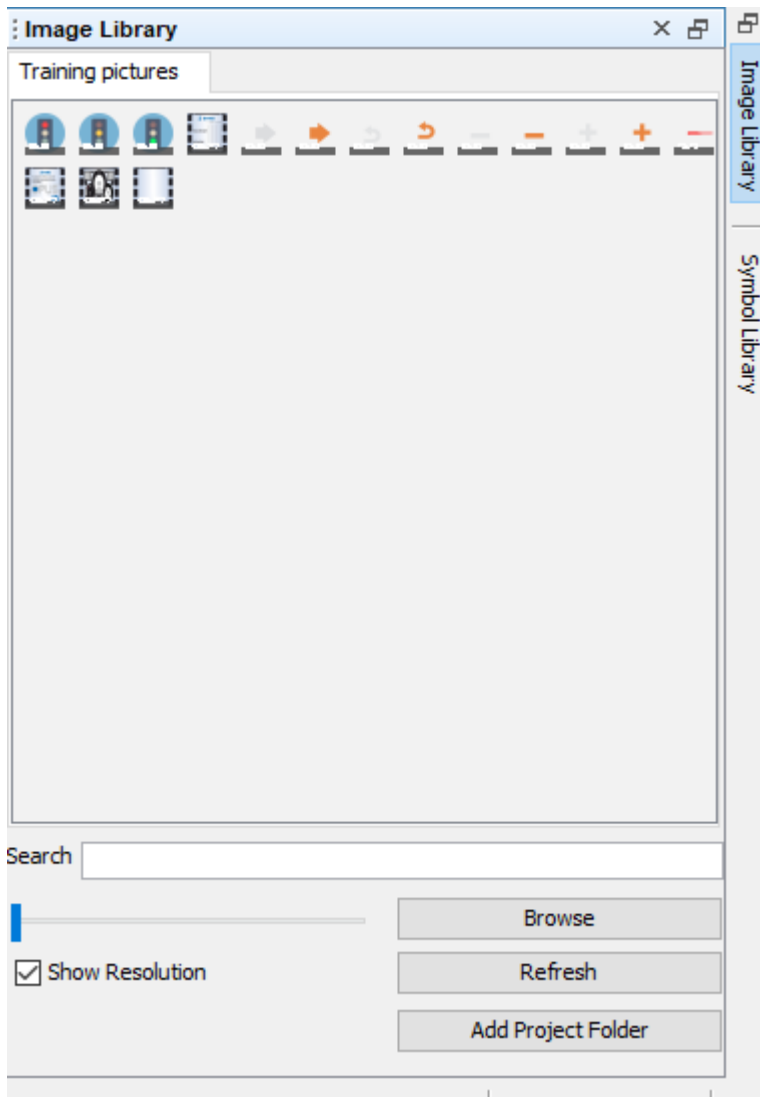 Image Library
Training pictures
Search
Browse
Show Resolution
Refresh
Add Project Folder
Image Library
Symbol Library